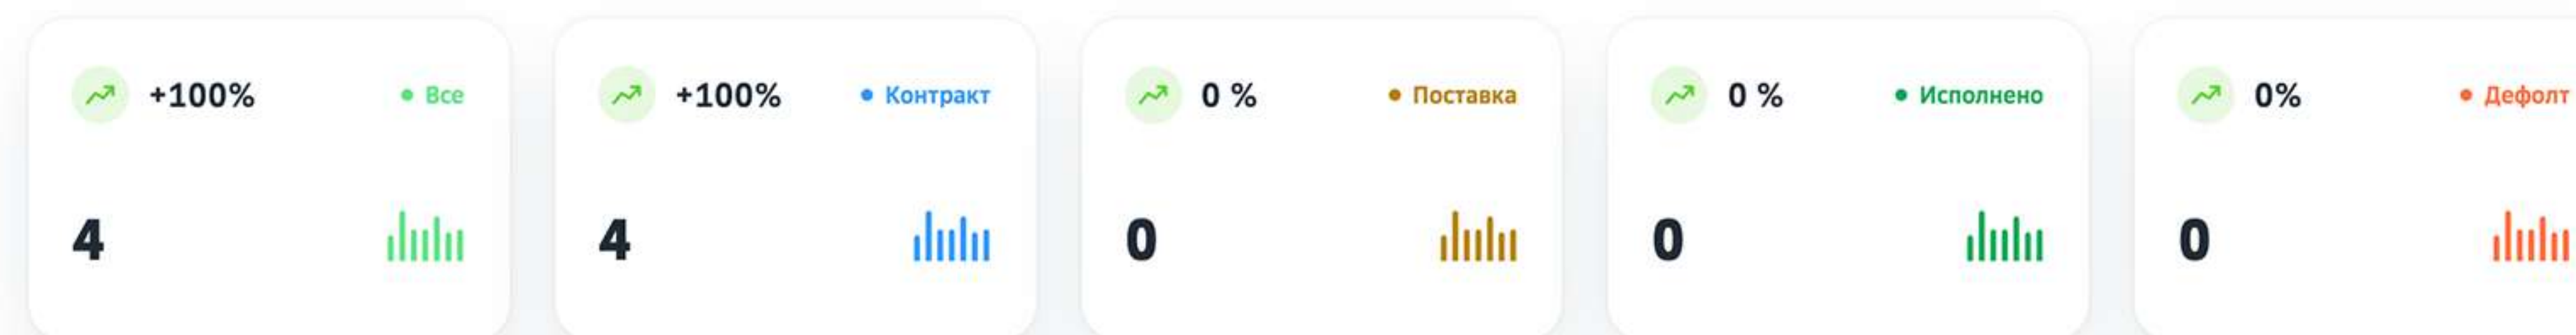 +100% Все
4
+100% Контракт
4
0 % Поставка
0
0 % Исполнено
0
0% Дефолт
0